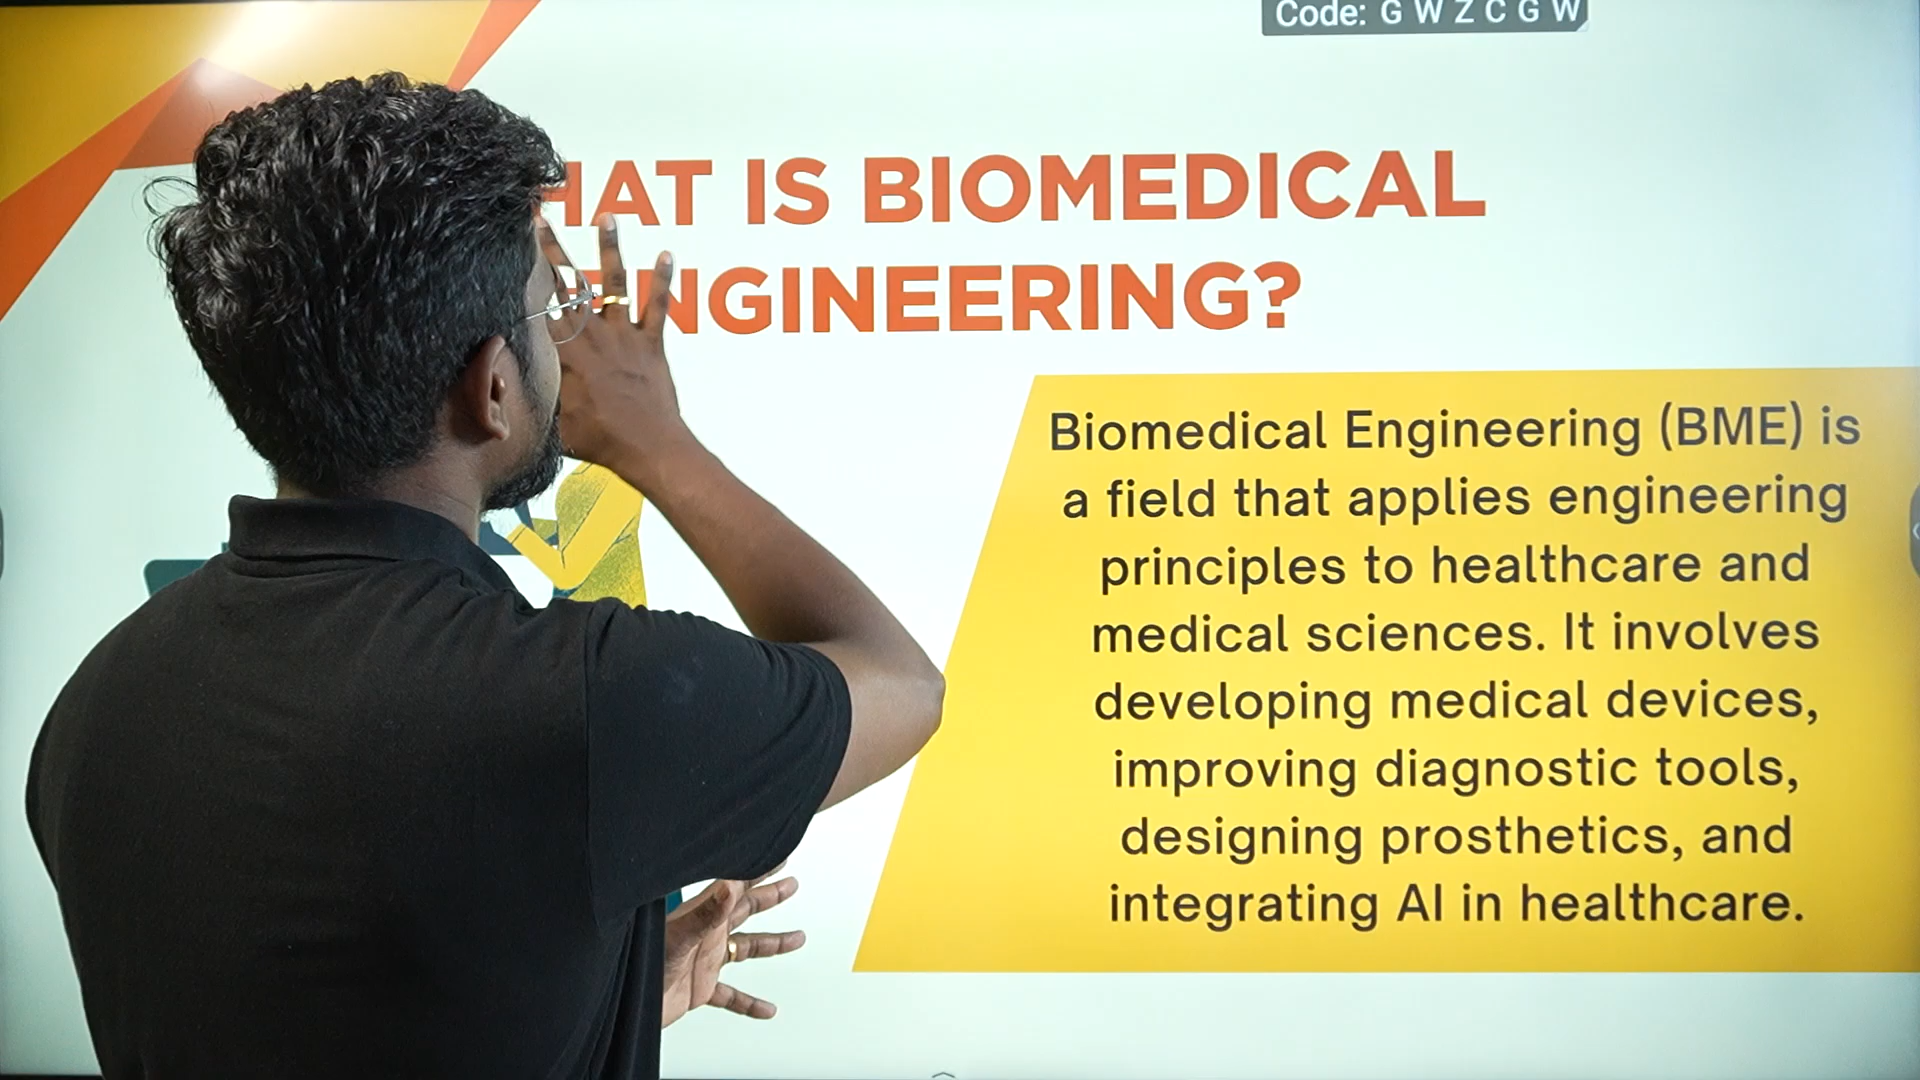 Code: G W Z C G W
HAT IS BIOMEDICAL
ENGINEERING?
Biomedical Engineering (BME) is
a field that applies engineering
principles to healthcare and
medical sciences. It involves
developing medical devices,
improving diagnostic tools,
designing prosthetics, and
integrating AI in healthcare.